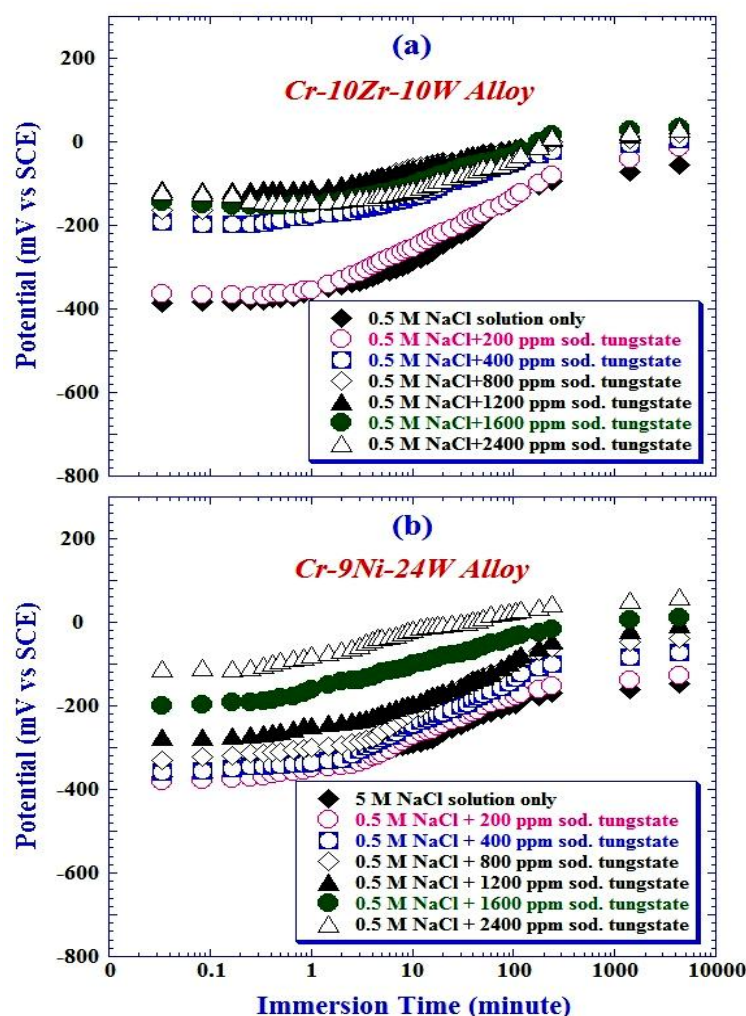 (a)
Cr-10Zr-10W Alloy
Potential (mV vs SCE)
200
0
-200
-400
-600
-800
0.5 M NaCl solution only
0.5 M NaCl+200 ppm sod. tungstate
0.5 M NaCl+400 ppm sod. tungstate
0.5 M NaCl+800 ppm sod. tungstate
0.5 M NaCl+1200 ppm sod. tungstate
0.5 M NaCl+1600 ppm sod. tungstate
0.5 M NaCl+2400 ppm sod. tungstate
(b)
Cr-9Ni-24W Alloy
Potential (mV vs SCE)
200
0
-200
-400
-600
-800
5 M NaCl solution only
0.5 M NaCl + 200 ppm sod. tungstate
0.5 M NaCl + 400 ppm sod. tungstate
0.5 M NaCl + 800 ppm sod. tungstate
0.5 M NaCl + 1200 ppm sod. tungstate
0.5 M NaCl + 1600 ppm sod. tungstate
0.5 M NaCl + 2400 ppm sod. tungstate
0 0.1 1 10 100 1000 10000
Immersion Time (minute)